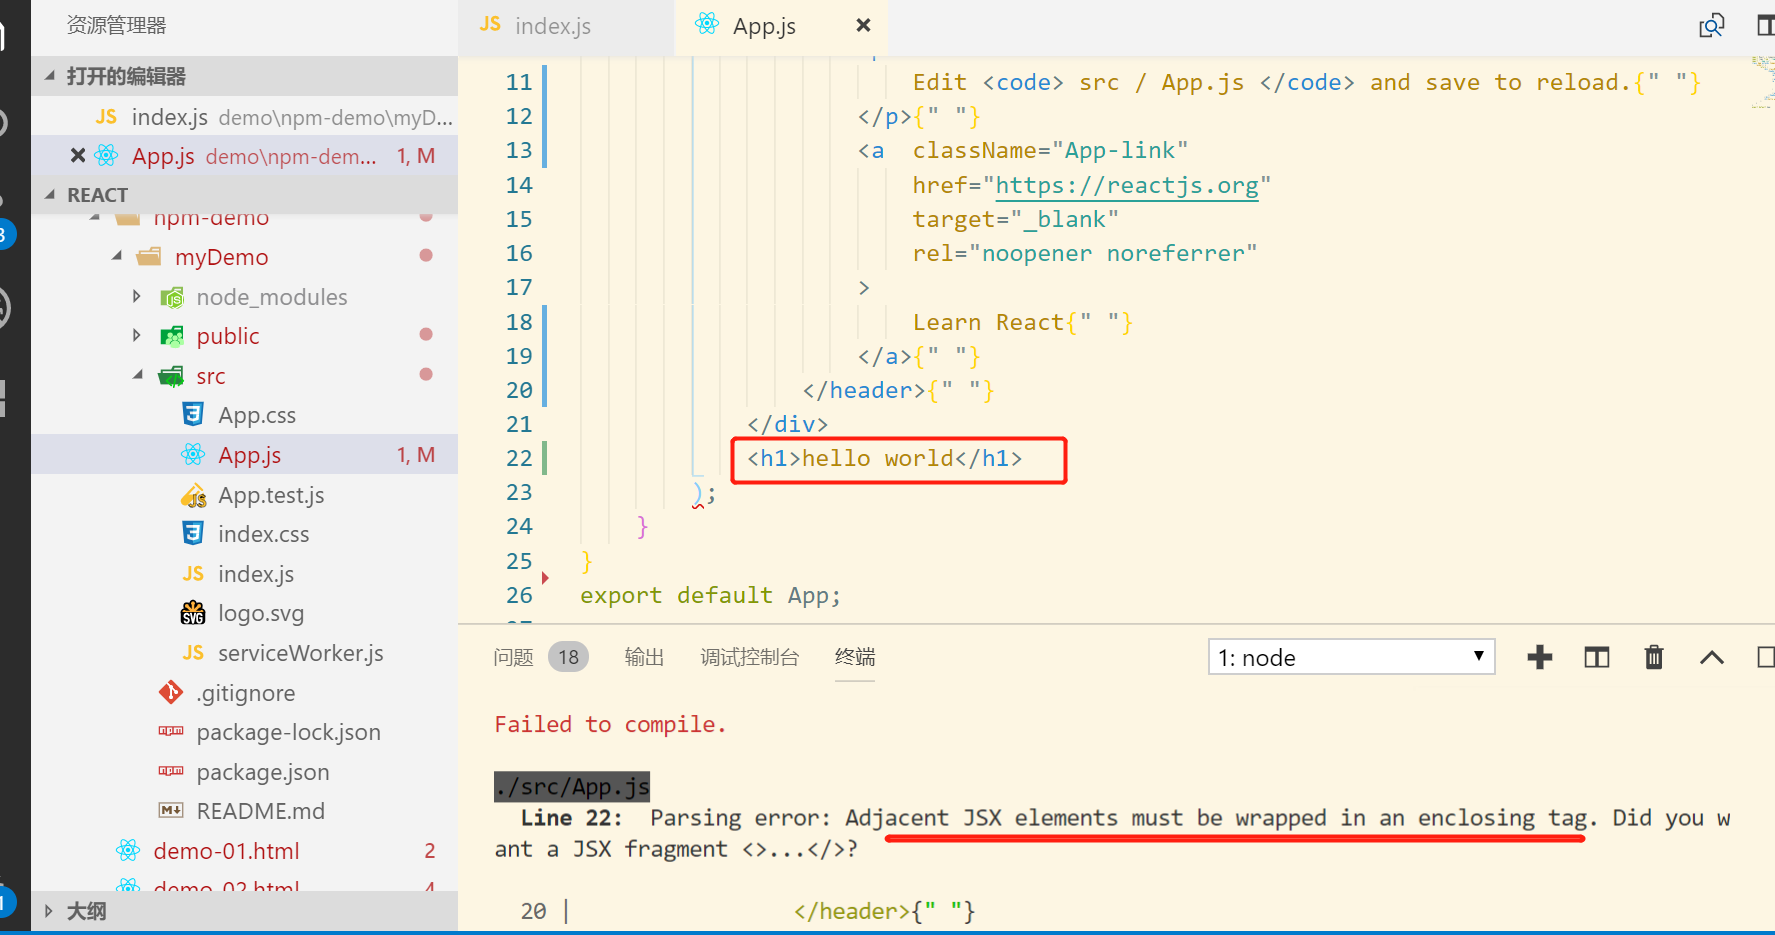 资源管理器
打开的编辑器
JS index.js demo\npm-demo\myD...
App.js demo\npm-dem... 1, M
REACT
npm-demo
myDemo
node_modules
public
src
App.css
App.js 1, M
App.test.js
index.css
JS index.js
logo.svg
JS serviceWorker.js
.gitignore
package-lock.json
package.json
README.md
demo-01.html 2
demo-02.html 4
大纲
JS index.js
App.js
11 Edit <code> src / App.js </code> and save to reload.{" "}
12 </p>{" "}
13 <a className="App-link"
14 href="https://reactjs.org"
15 target="_blank"
16 rel="noopener noreferrer"
17 >
18 Learn React{" "}
19 </a>{" "}
20 </header>{" "}
21 </div>
22 <h1>hello world</h1>
23 );
24 }
25 }
26 export default App;
问题 18 输出 调试控制台 终端 1: node
Failed to compile.
./src/App.js
Line 22: Parsing error: Adjacent JSX elements must be wrapped in an enclosing tag. Did you w
ant a JSX fragment <>...</>?
20 | </header>{" "}